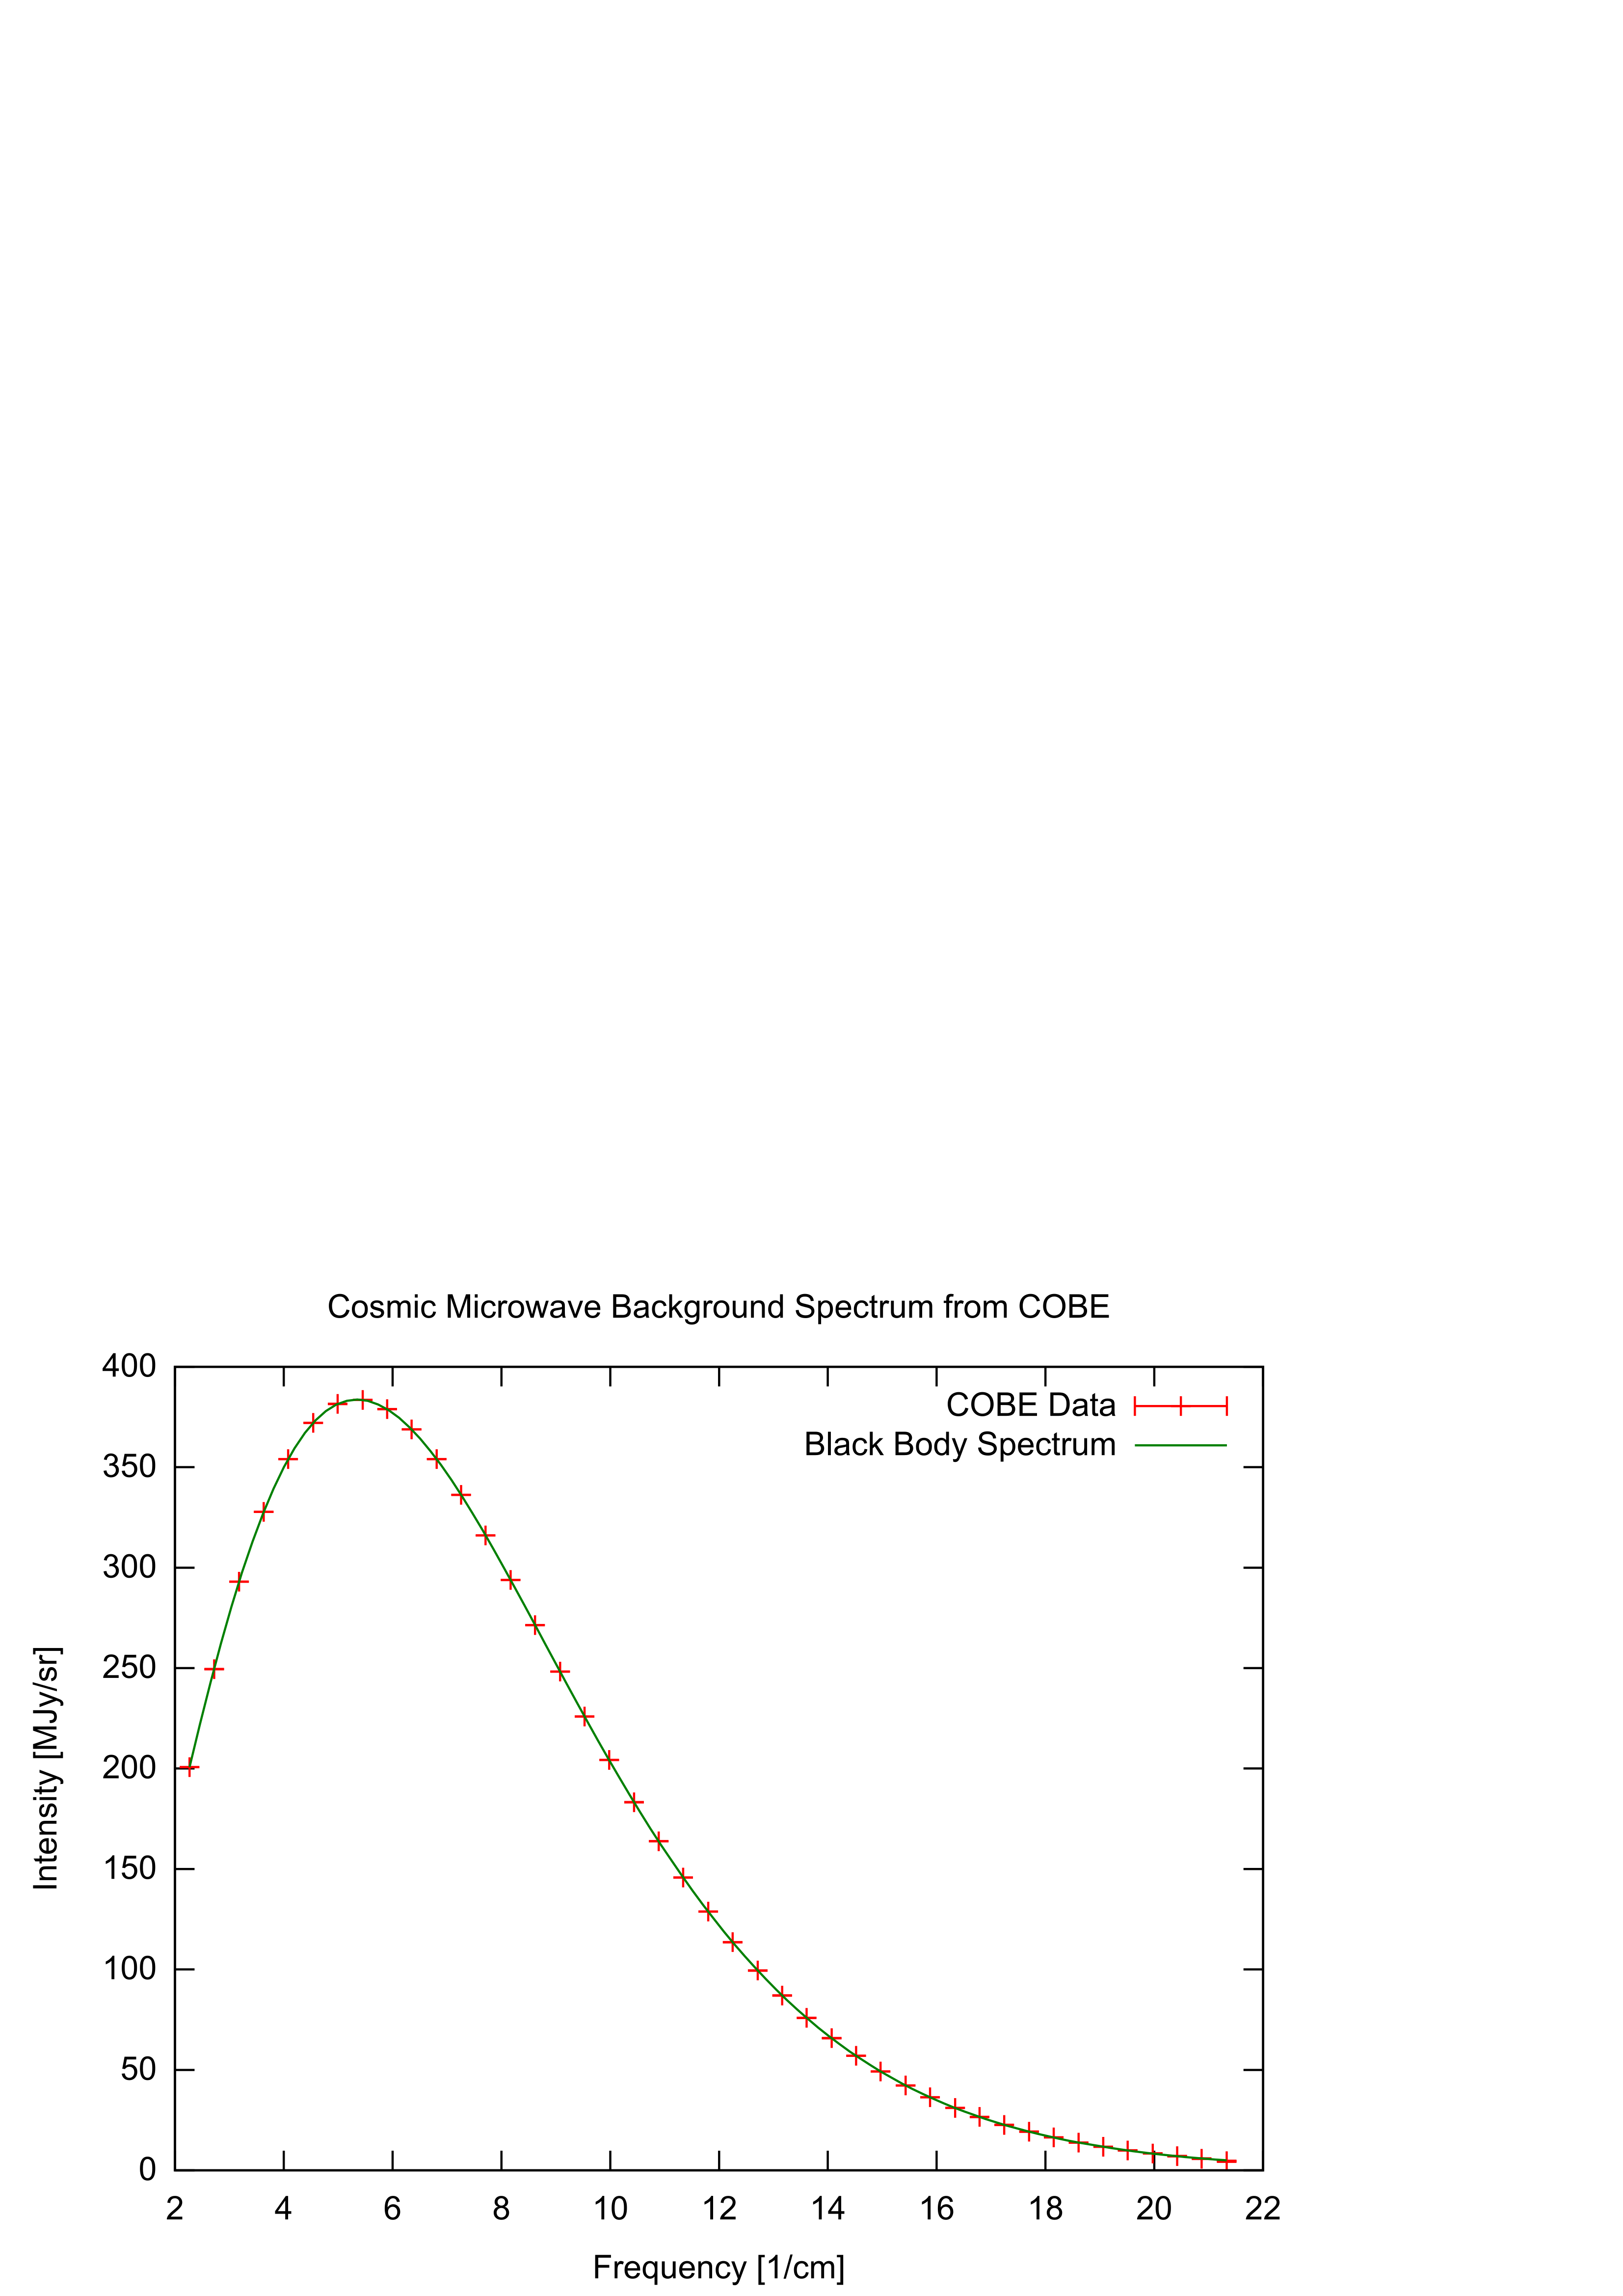 Cosmic Microwave Background Spectrum from COBE
400
350
300
250
200
150
100
50
0
Intensity [MJy/sr]
COBE Data
Black Body Spectrum
2 4 6 8 10 12 14 16 18 20 22
Frequency [1/cm]